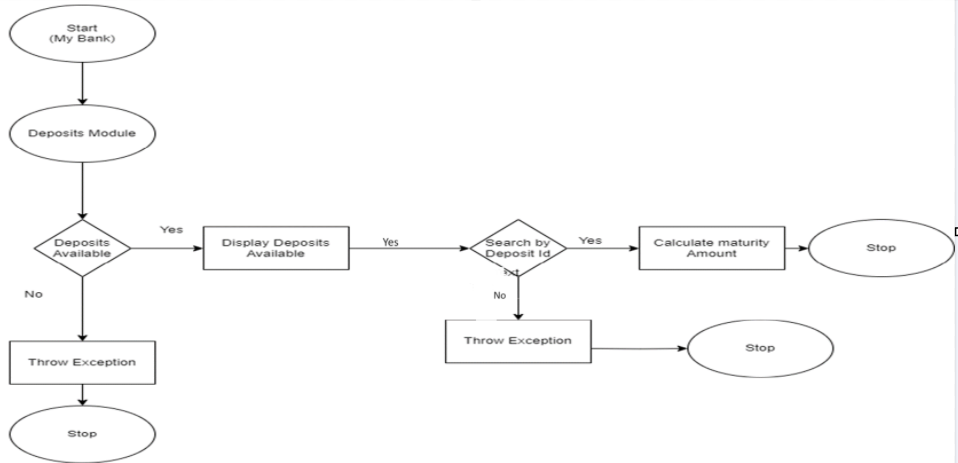 Start
(My Bank)
Deposits Module
Deposits
Available
Yes
Display Deposits
Available
Yes
Search by
Deposit Id
Yes
Calculate maturity
Amount
Stop
No
No
Throw Exception
Stop
Throw Exception
Stop